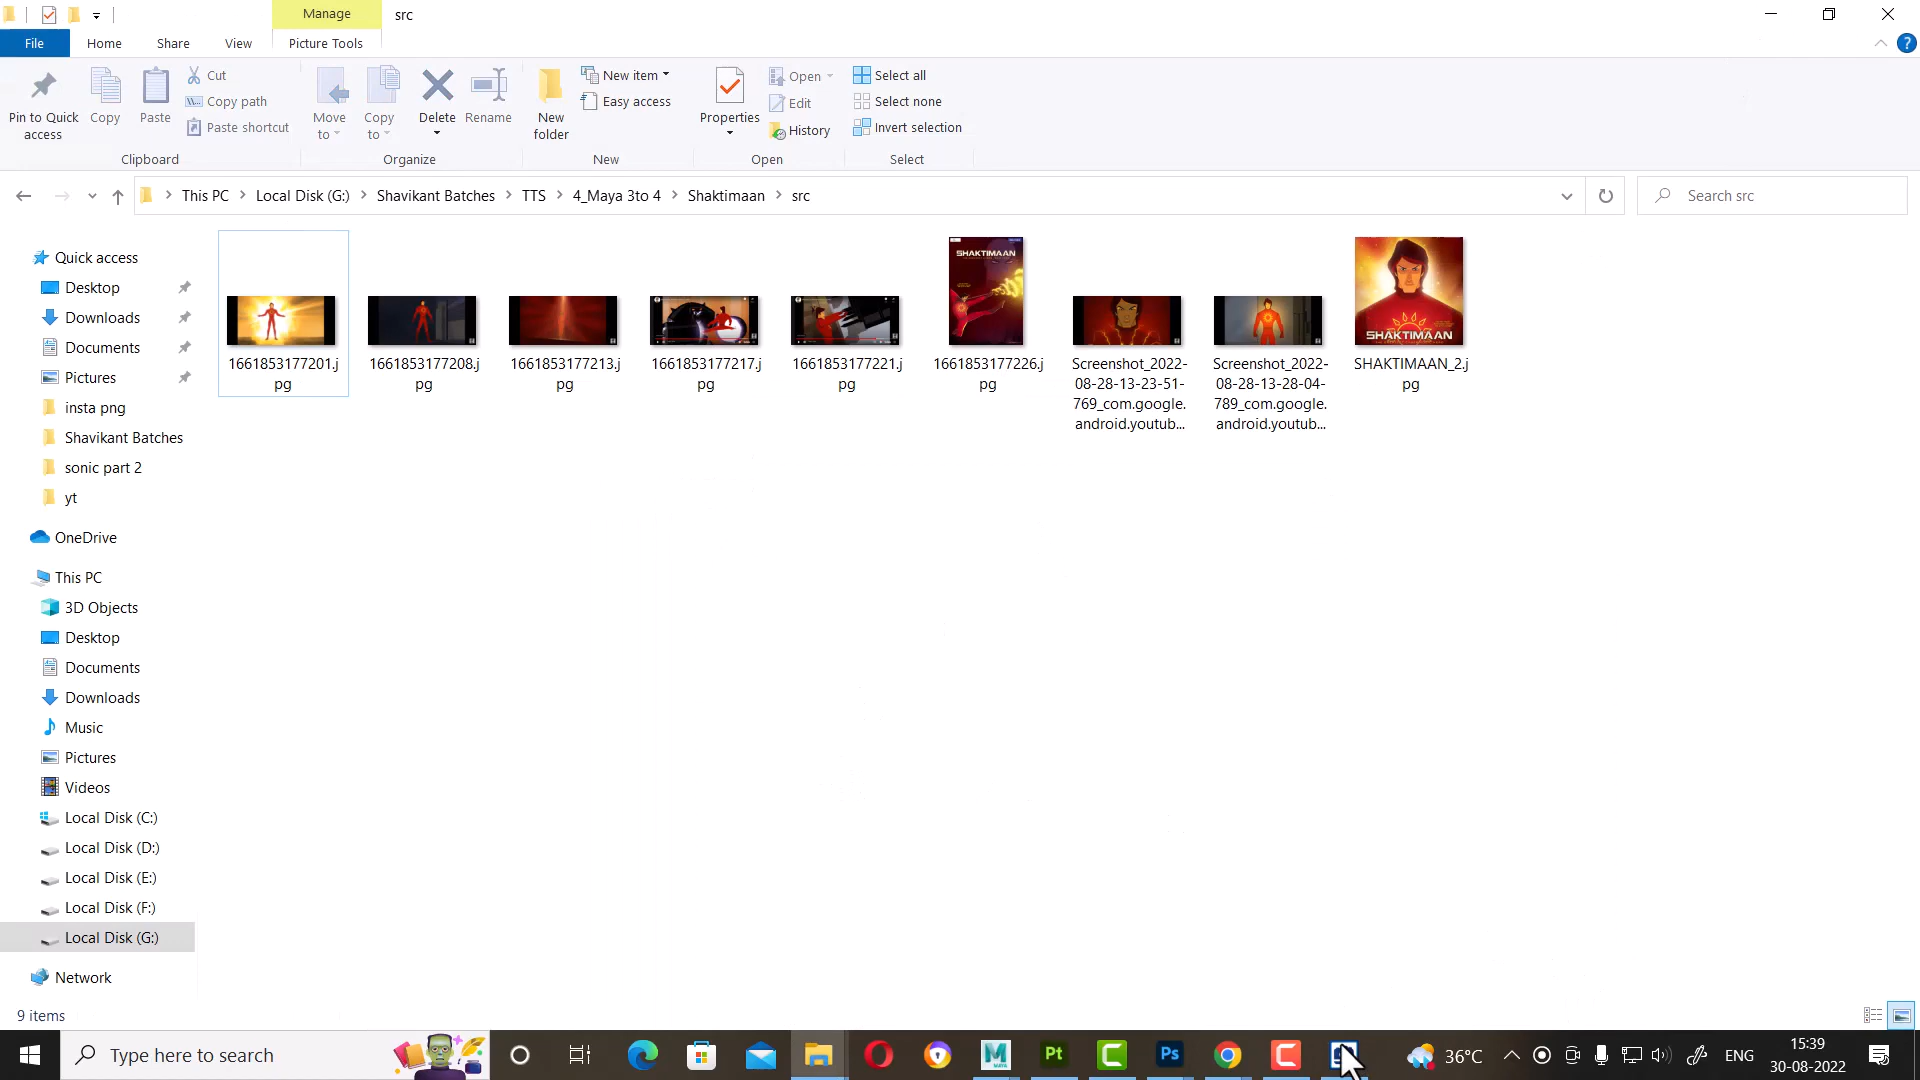 Manage
src
File
Home
Share
View
Picture Tools
Pin to Quick access
Copy
Paste
Cut
Copy path
Paste shortcut
Clipboard
Move to
Copy to
Delete
Rename
Organize
New folder
New item
Easy access
New
Properties
Open
Edit
History
Open
Select all
Select none
Invert selection
Select
This PC
Local Disk (G:)
Shavikant Batches
TTS
4_Maya 3to 4
Shaktimaan
src
Search src
Quick access
Desktop
Downloads
Documents
Pictures
insta png
Shavikant Batches
sonic part 2
yt
OneDrive
This PC
3D Objects
Desktop
Documents
Downloads
Music
Pictures
Videos
Local Disk (C:)
Local Disk (D:)
Local Disk (E:)
Local Disk (F:)
Local Disk (G:)
Network
SHAKTIMAAN
SHAKTIMAAN
1661853177201.j
pg
1661853177208.j
pg
1661853177213.j
pg
1661853177217.j
pg
1661853177221.j
pg
1661853177226.j
pg
Screenshot_2022-
08-28-13-23-51-
769_com.google.
android.youtub...
Screenshot_2022-
08-28-13-28-04-
789_com.google.
android.youtub...
SHAKTIMAAN_2.j
pg
9 items
Type here to search
Pt
Ps
36°C
ENG
15:39
30-08-2022